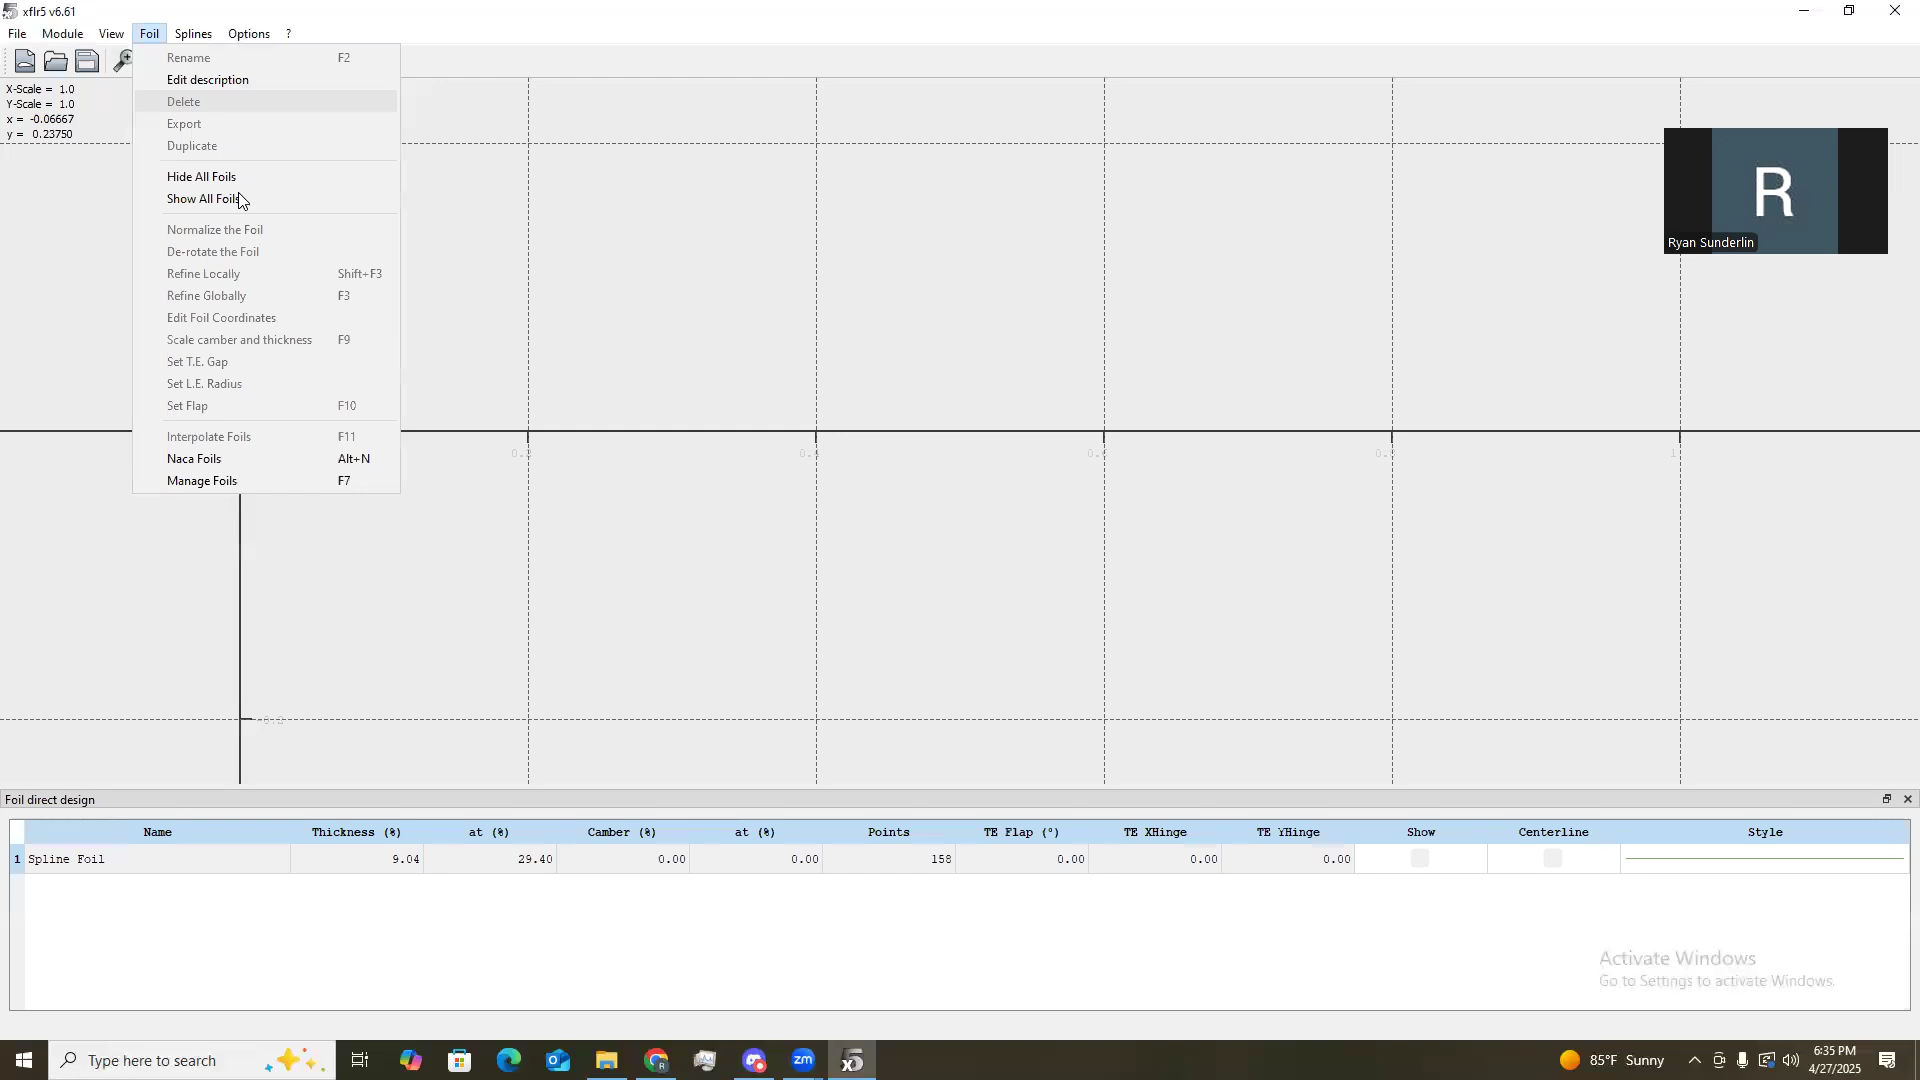 xflr5 v6.61
File Module View Foil Splines Options ?
X-Scale = 1.0
Y-Scale = 1.0
x = -0.06667
y = 0.23750
Rename F2
Edit description
Delete
Export
Duplicate
Hide All Foils
Show All Foils
Normalize the Foil
De-rotate the Foil
Refine Locally Shift+F3
Refine Globally F3
Edit Foil Coordinates
Scale camber and thickness F9
Set T.E. Gap
Set L.E. Radius
Set Flap F10
Interpolate Foils F11
Naca Foils Alt+N
Manage Foils F7
R
Ryan Sunderlin
Foil direct design
Name Thickness (%) at (%) Camber (%) at (%) Points TE Flap (°) TE XHinge TE YHinge Show Centerline Style
1 Spline Foil 9.04 29.40 0.00 0.00 158 0.00 0.00 0.00
Activate Windows
Go to Settings to activate Windows.
Type here to search
85°F Sunny
6:35 PM
4/27/2025